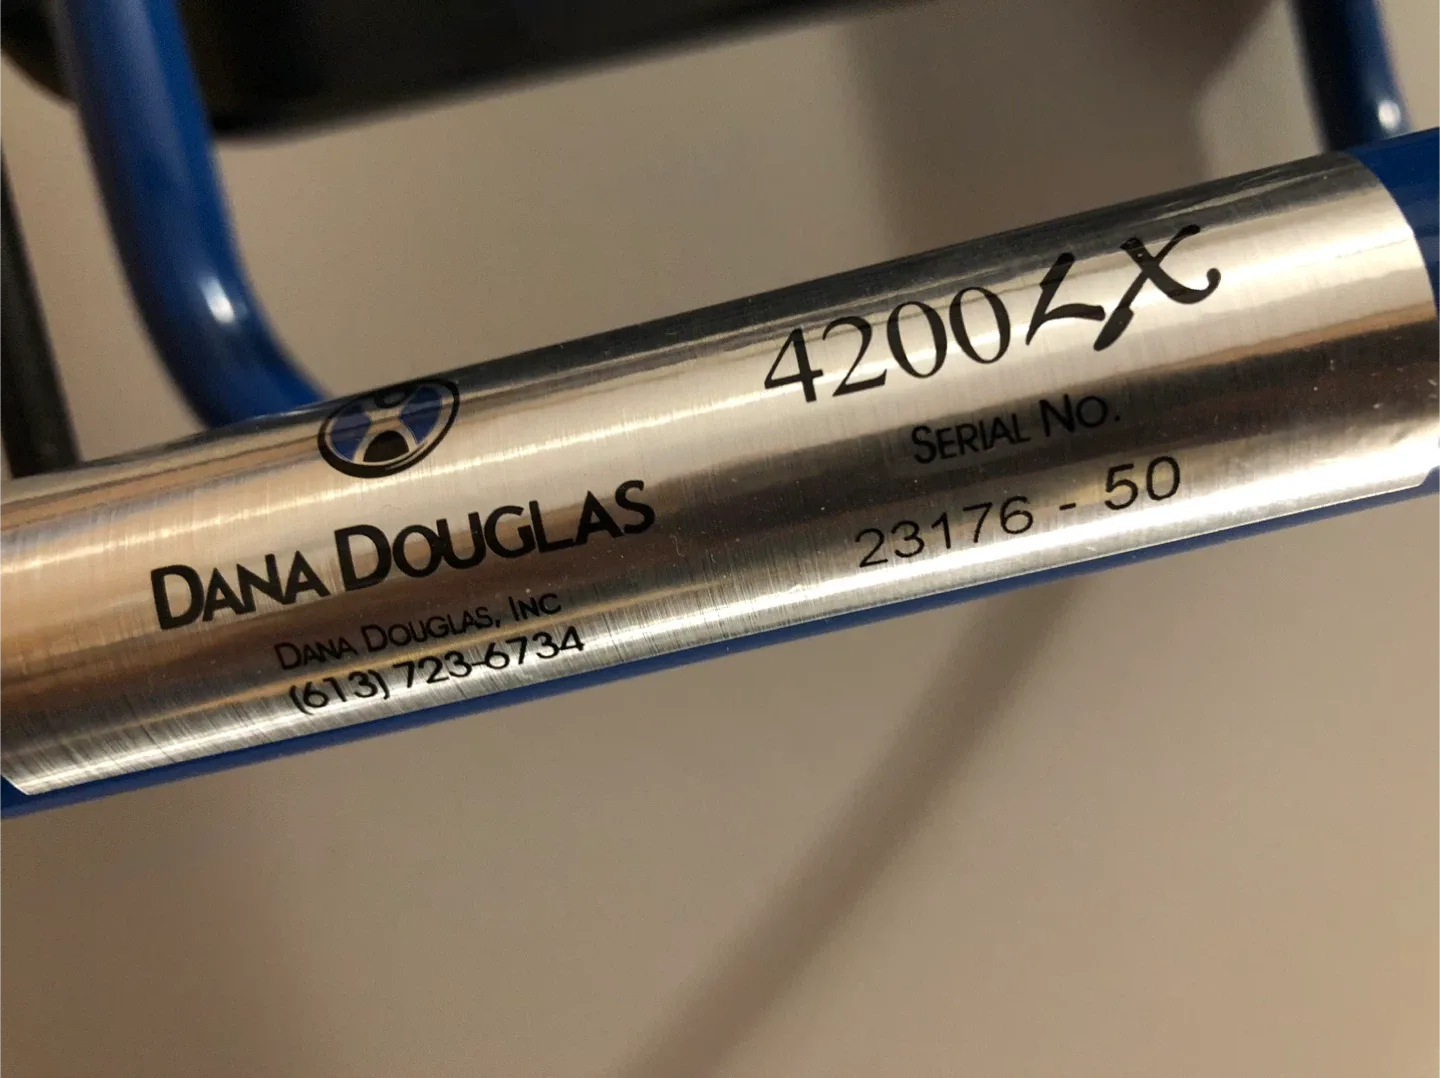 DANA DOUGLAS
DANA DOUGLAS, INC
(613) 723-6734
4200LX
SERIAL NO.
23176 - 50